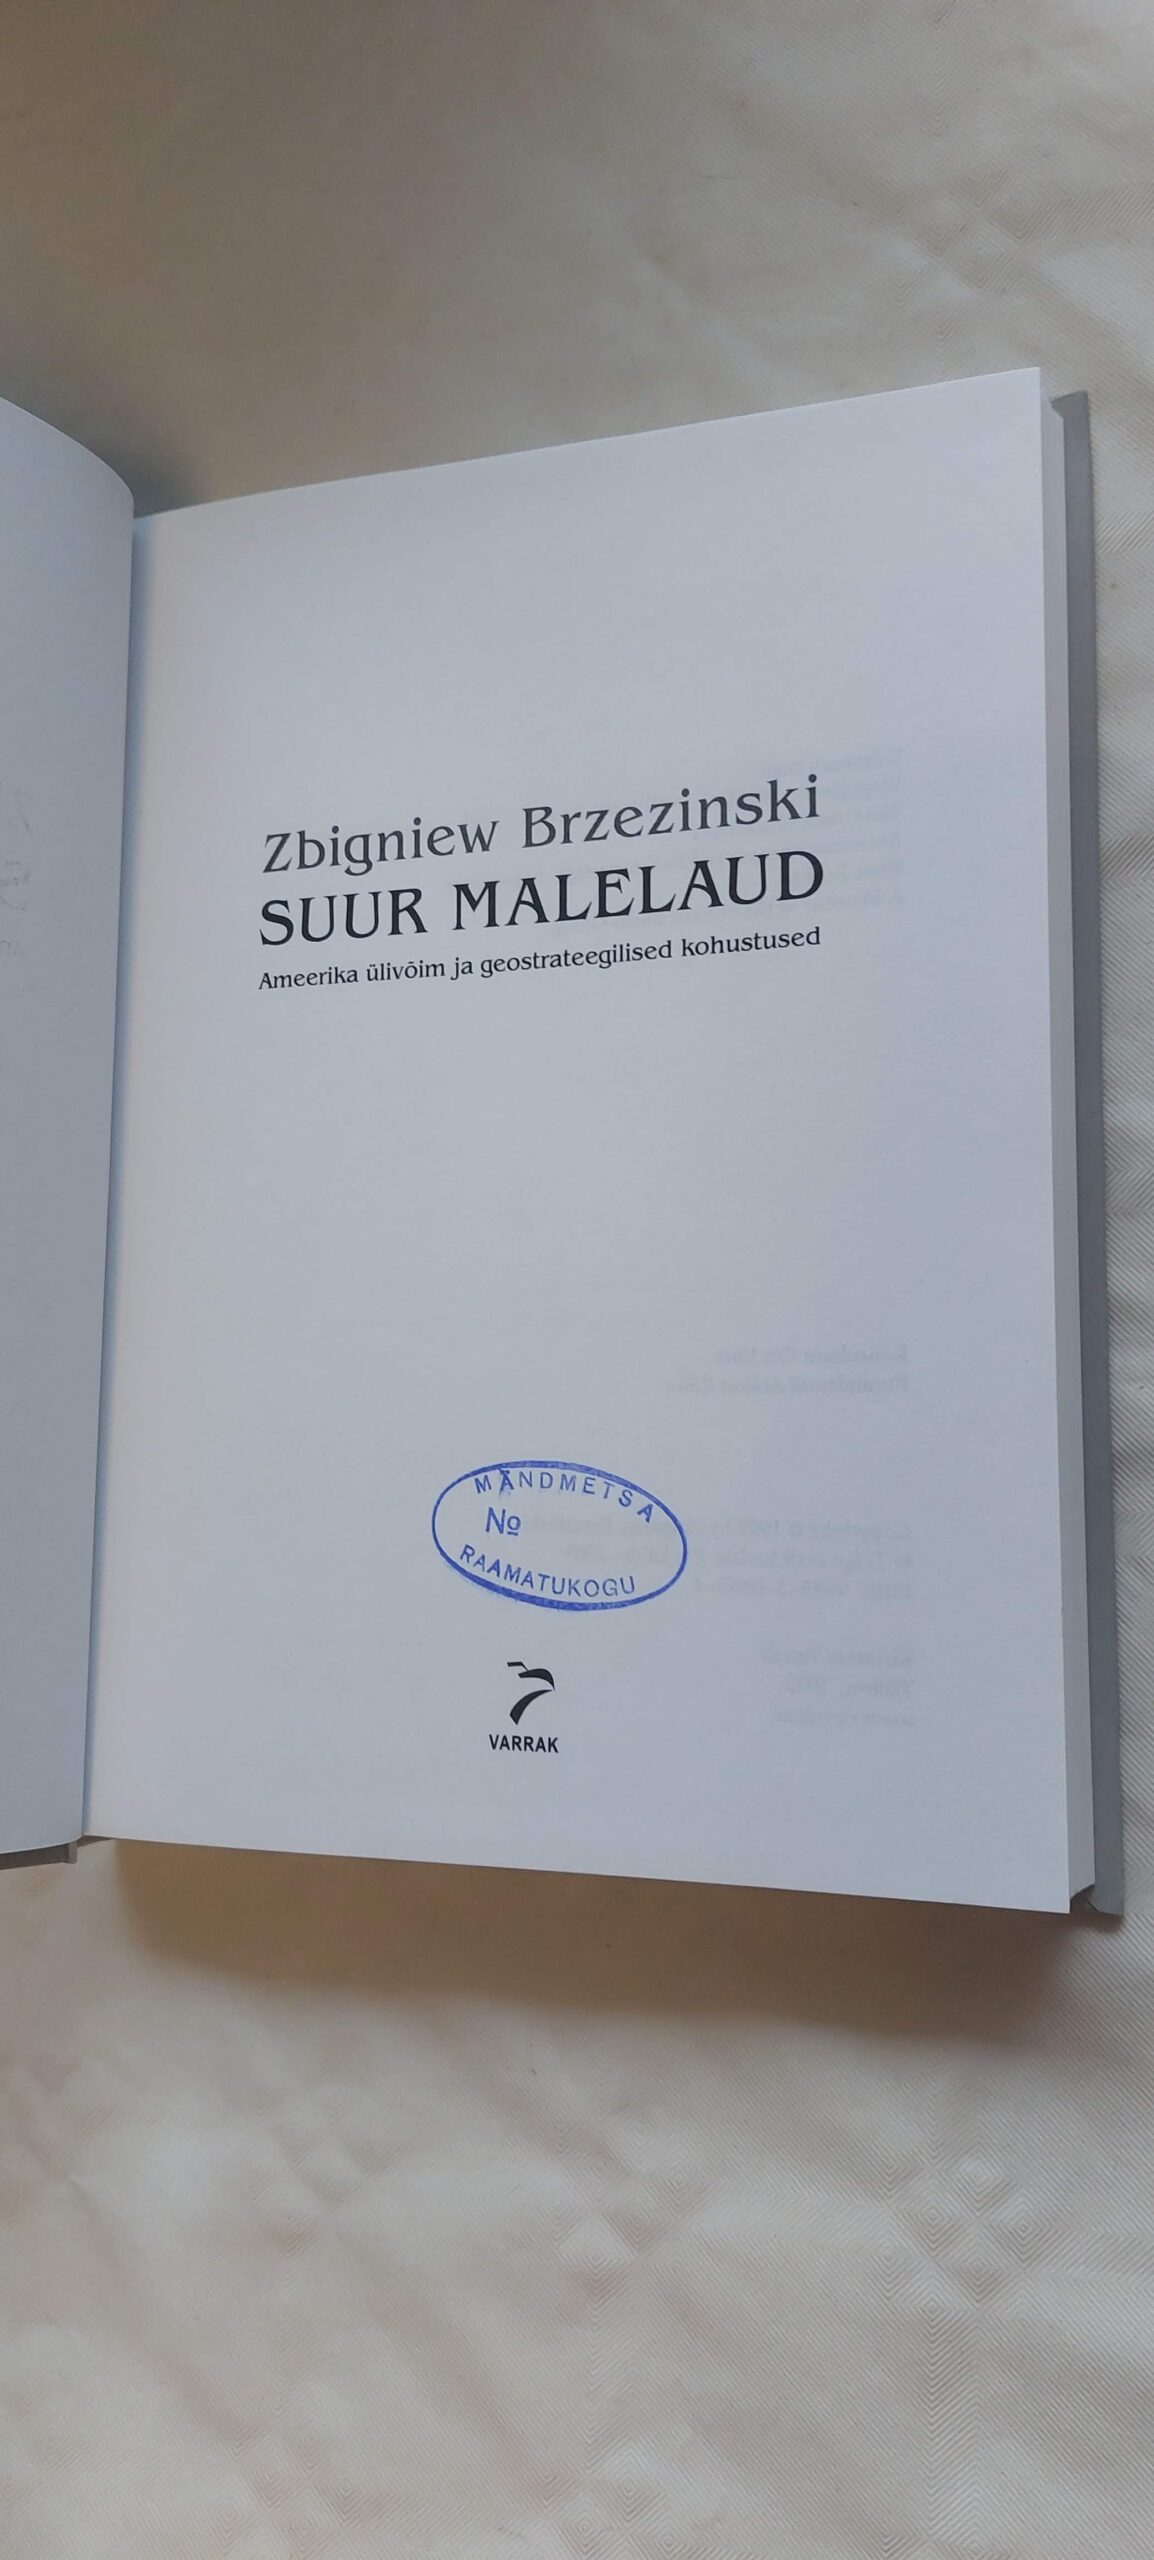 Zbigniew Brzezinski
SUUR MALELAUD
Ameerika ülivõim ja geostrateegilised kohustused
MÄNDMETSA
№
RAAMATUKOGU
VARRAK